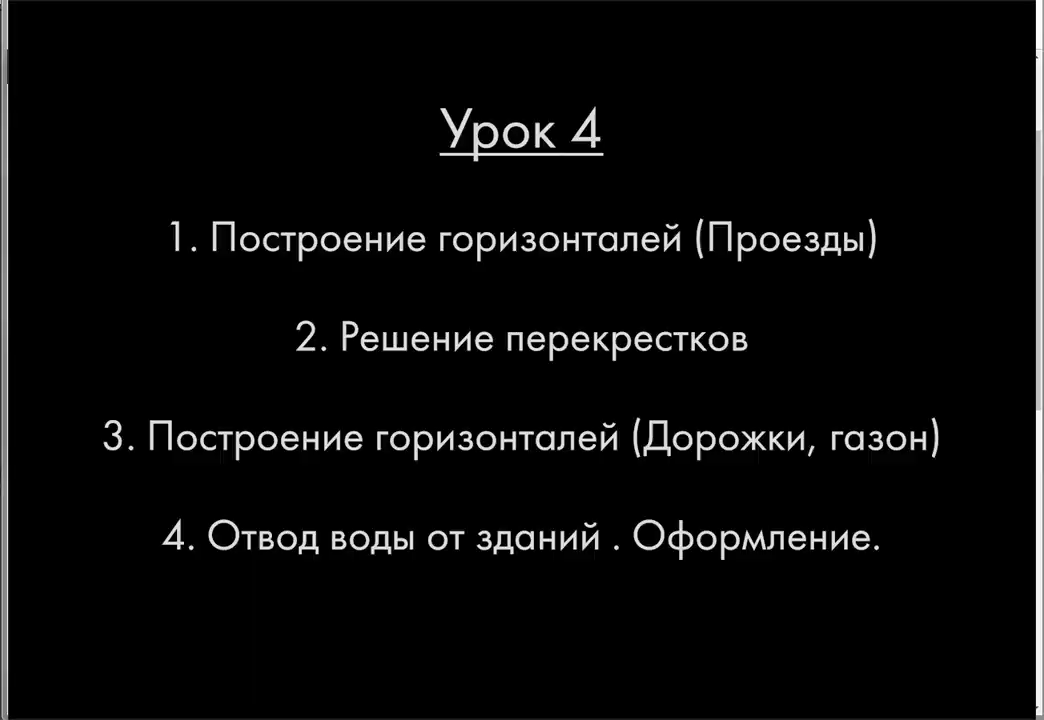 Урок 4
1. Построение горизонталей (Проезды)
2. Решение перекрестков
3. Построение горизонталей (Дорожки, газон)
4. Отвод воды от зданий . Оформление.